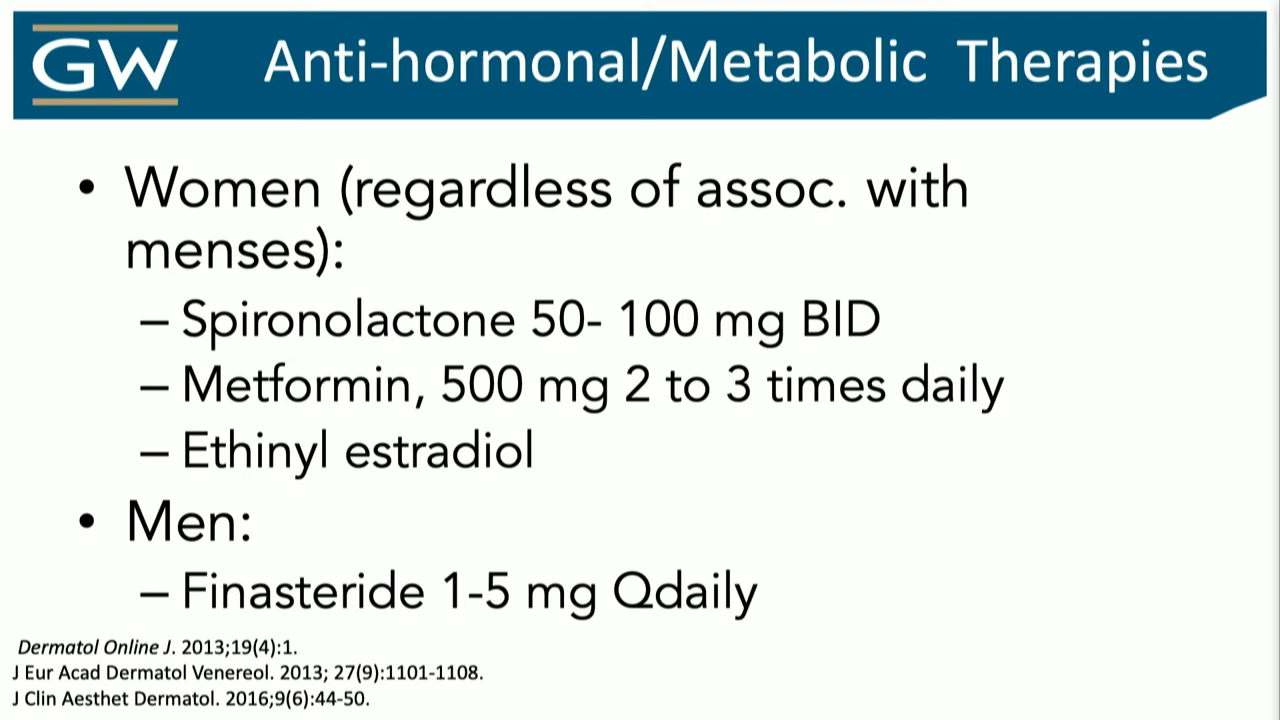 GW
Anti-hormonal/Metabolic Therapies
• Women (regardless of assoc. with
menses):
– Spironolactone 50- 100 mg BID
– Metformin, 500 mg 2 to 3 times daily
– Ethinyl estradiol
• Men:
– Finasteride 1-5 mg Qdaily
Dermatol Online J. 2013;19(4):1.
J Eur Acad Dermatol Venereol. 2013; 27(9):1101-1108.
J Clin Aesthet Dermatol. 2016;9(6):44-50.